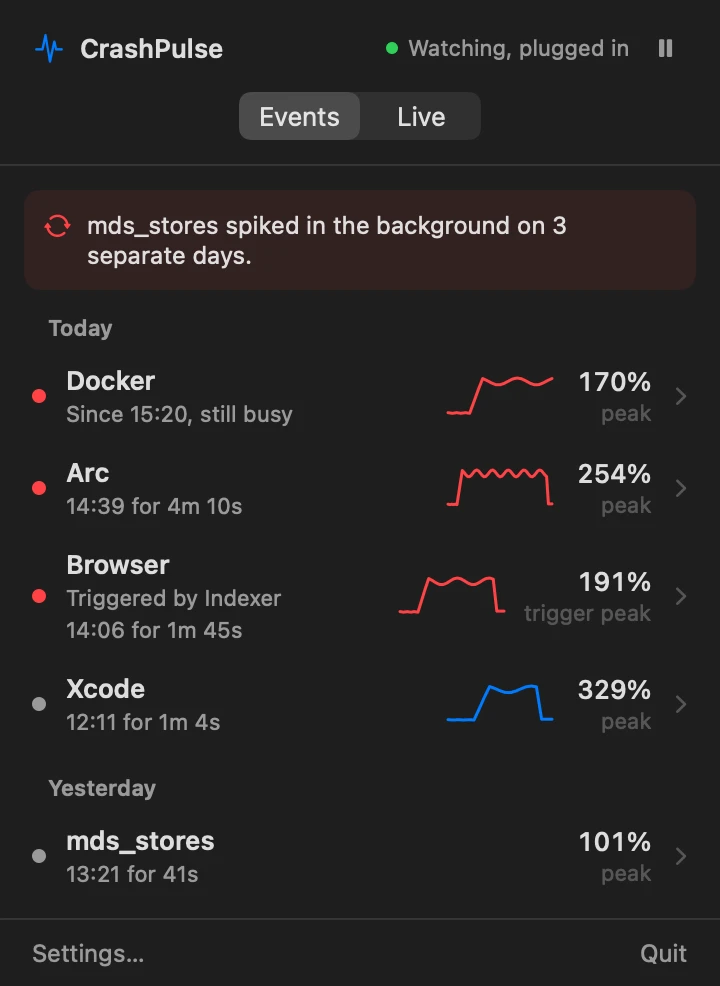 CrashPulse
Watching, plugged in
Events
Live
mds_stores spiked in the background on 3
separate days.
Today
Docker
Since 15:20, still busy
170%
peak
Arc
14:39 for 4m 10s
254%
peak
Browser
Triggered by Indexer
14:06 for 1m 45s
191%
trigger peak
Xcode
12:11 for 1m 4s
329%
peak
Yesterday
mds_stores
13:21 for 41s
101%
peak
Settings...
Quit